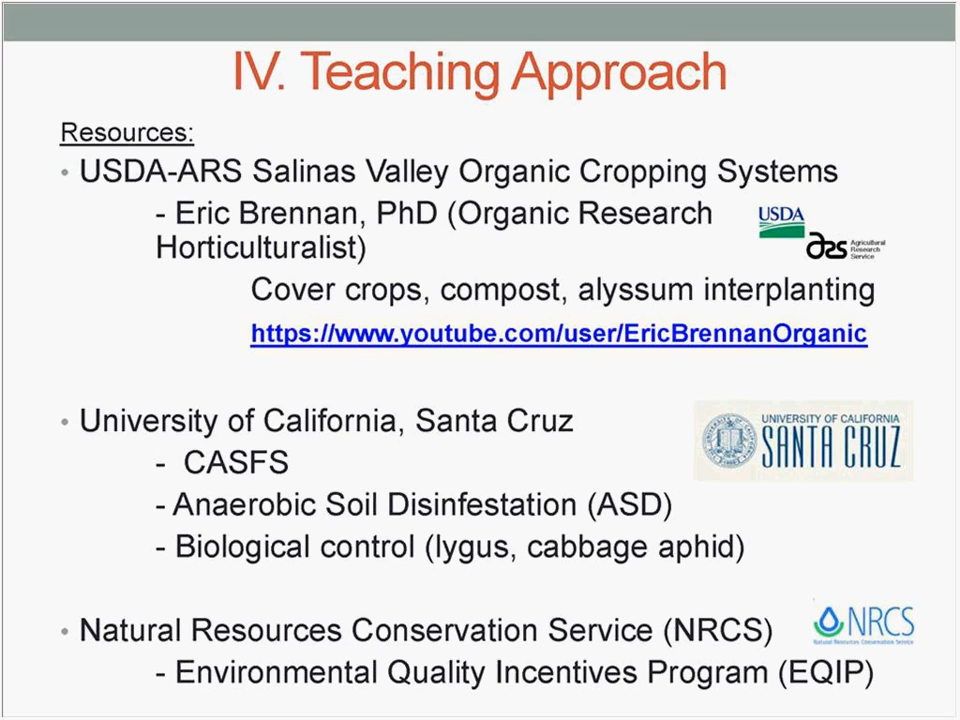 IV. Teaching Approach
Resources:
• USDA-ARS Salinas Valley Organic Cropping Systems
- Eric Brennan, PhD (Organic Research
Horticulturalist)
USDA
ars Agricultural
Research
Service
Cover crops, compost, alyssum interplanting
https://www.youtube.com/user/EricBrennanOrganic
• University of California, Santa Cruz
UNIVERSITY OF CALIFORNIA
SANTA CRUZ
- CASFS
- Anaerobic Soil Disinfestation (ASD)
- Biological control (lygus, cabbage aphid)
• Natural Resources Conservation Service (NRCS)
NRCS
Natural Resources Conservation Service
- Environmental Quality Incentives Program (EQIP)